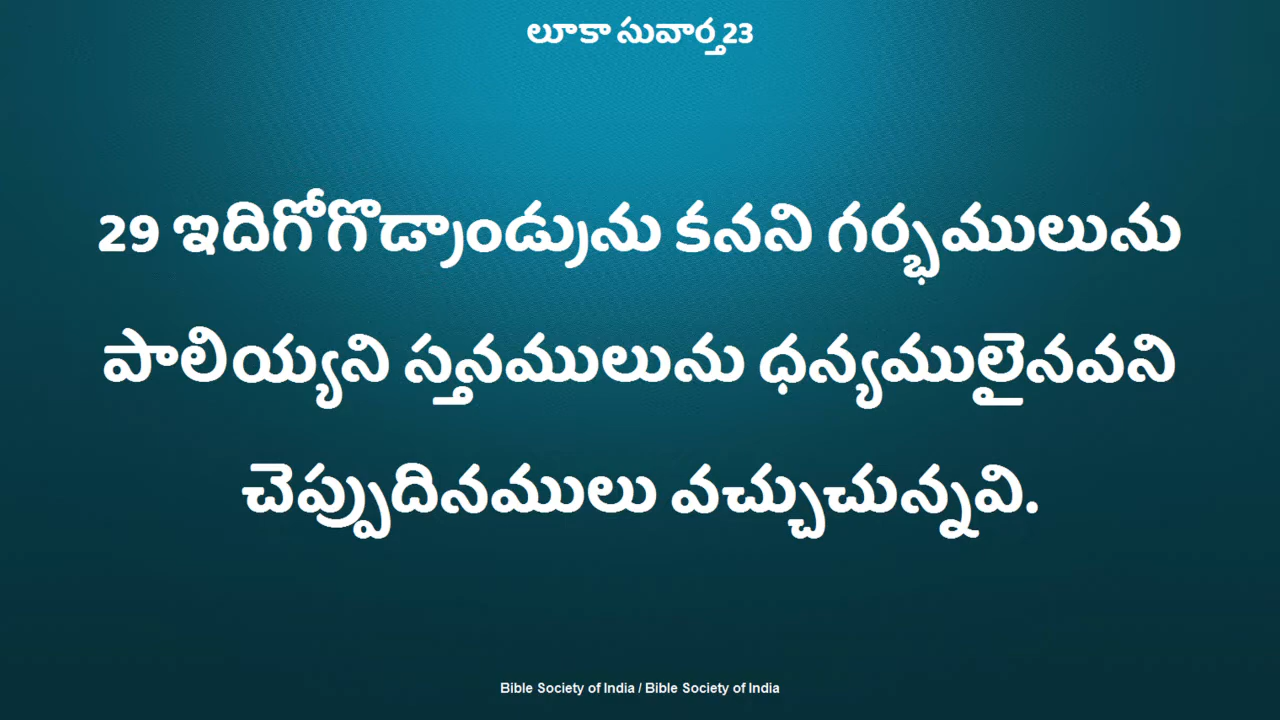 లూకా సువార్త 23
29 ఇదిగోగొడ్రాండ్రును కనని గర్భములును
పాలియ్యని స్తనములును ధన్యములైనవని
చెప్పుదినములు వచ్చుచున్నవి.
Bible Society of India / Bible Society of India